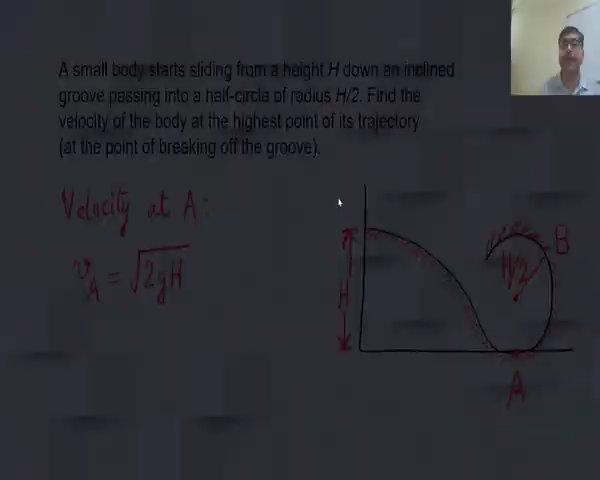 A small body starts sliding from a height H down an inclined
groove passing into a half-circle of radius H/2. Find the
velocity of the body at the highest point of its trajectory
(at the point of breaking off the groove).
Velocity at A:
v_A = √2gH
B
H/2
H
A